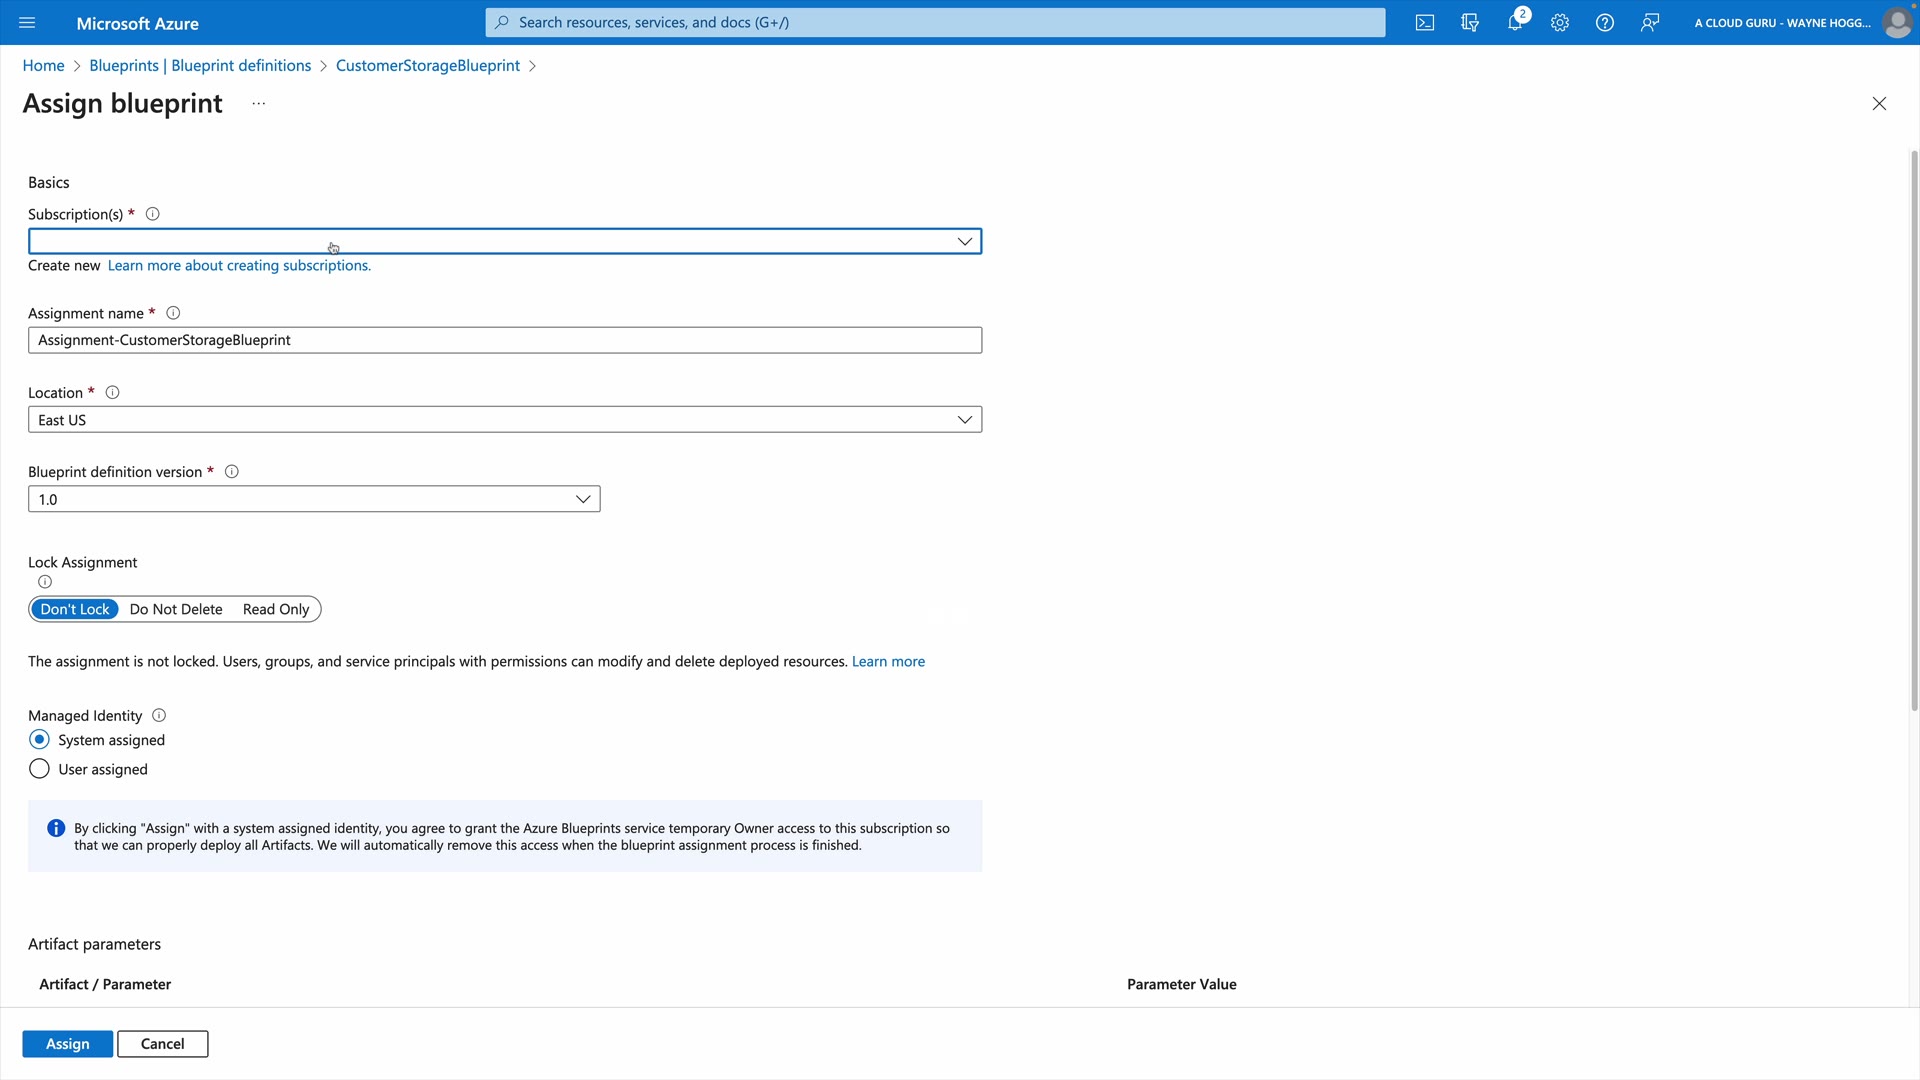 Microsoft Azure
Search resources, services, and docs (G+/)
2
A CLOUD GURU - WAYNE HOGG...
Home > Blueprints | Blueprint definitions > CustomerStorageBlueprint >
Assign blueprint ...
Basics
Subscription(s) *
Create new Learn more about creating subscriptions.
Assignment name *
Assignment-CustomerStorageBlueprint
Location *
East US
Blueprint definition version *
1.0
Lock Assignment
Don't Lock Do Not Delete Read Only
The assignment is not locked. Users, groups, and service principals with permissions can modify and delete deployed resources. Learn more
Managed Identity
System assigned
User assigned
By clicking "Assign" with a system assigned identity, you agree to grant the Azure Blueprints service temporary Owner access to this subscription so
that we can properly deploy all Artifacts. We will automatically remove this access when the blueprint assignment process is finished.
Artifact parameters
Artifact / Parameter Parameter Value
Assign Cancel